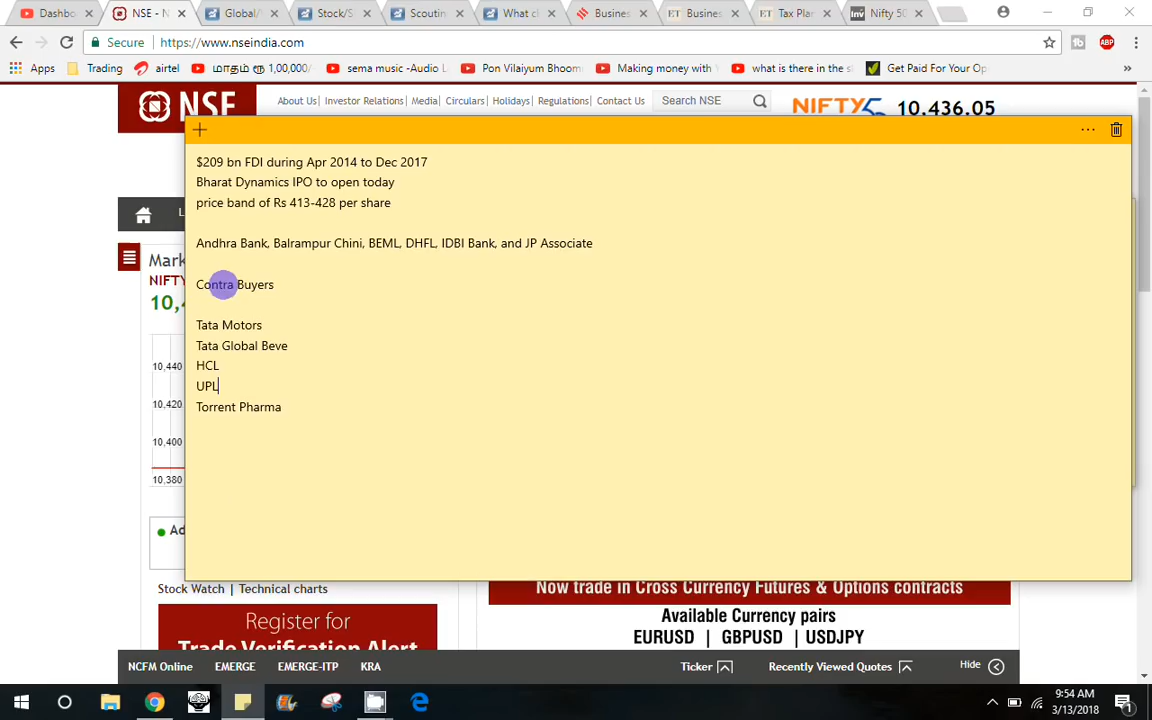 Dashbo
NSE - N
Global/
Stock/S
Scoutin
What cl
Busines
Busines
Tax Plar
Nifty 50
Secure
https://www.nseindia.com
Apps
Trading
airtel
மாதம் ரூ 1,00,000/
sema music -Audio L
Pon Vilaiyum Bhoom
Making money with
what is there in the s
Get Paid For Your Op
NSE
About Us| Investor Relations | Media| Circulars| Holidays| Regulations| Contact Us
Search NSE
NIFTY
10,436.05
$209 bn FDI during Apr 2014 to Dec 2017
Bharat Dynamics IPO to open today
price band of Rs 413-428 per share
Andhra Bank, Balrampur Chini, BEML, DHFL, IDBI Bank, and JP Associate
Contra Buyers
Tata Motors
Tata Global Beve
HCL
UPL
Torrent Pharma
L
Mark
NIFTY
10,4
10,440
10,420
10,400
10,380
Ad
Stock Watch | Technical charts
Register for
Trade Verification Alert
Now trade in Cross Currency Futures & Options contracts
Available Currency pairs
EURUSD | GBPUSD | USDJPY
NCFM Online
EMERGE
EMERGE-ITP
KRA
Ticker
Recently Viewed Quotes
Hide
9:54 AM
3/13/2018